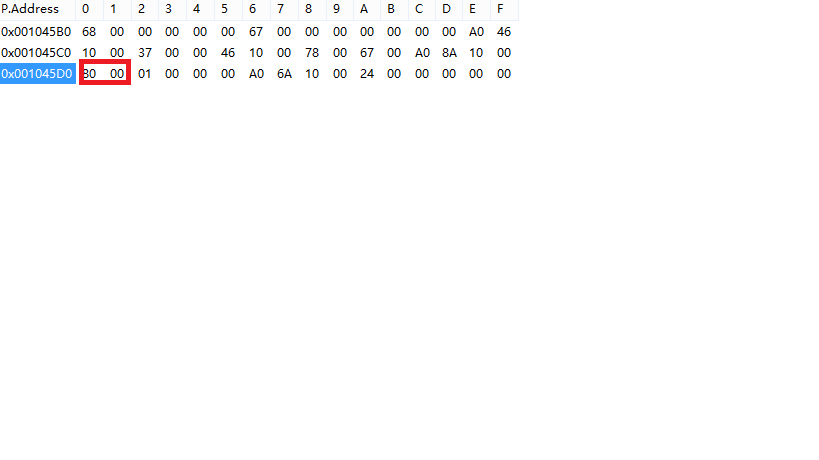 P.Address 0 1 2 3 4 5 6 7 8 9 A B C D E F
0x001045B0 68 00 00 00 00 00 67 00 00 00 00 00 00 00 A0 46
0x001045C0 10 00 37 00 00 46 10 00 78 00 67 00 A0 8A 10 00
0x001045D0 80 00 01 00 00 00 A0 6A 10 00 24 00 00 00 00 00